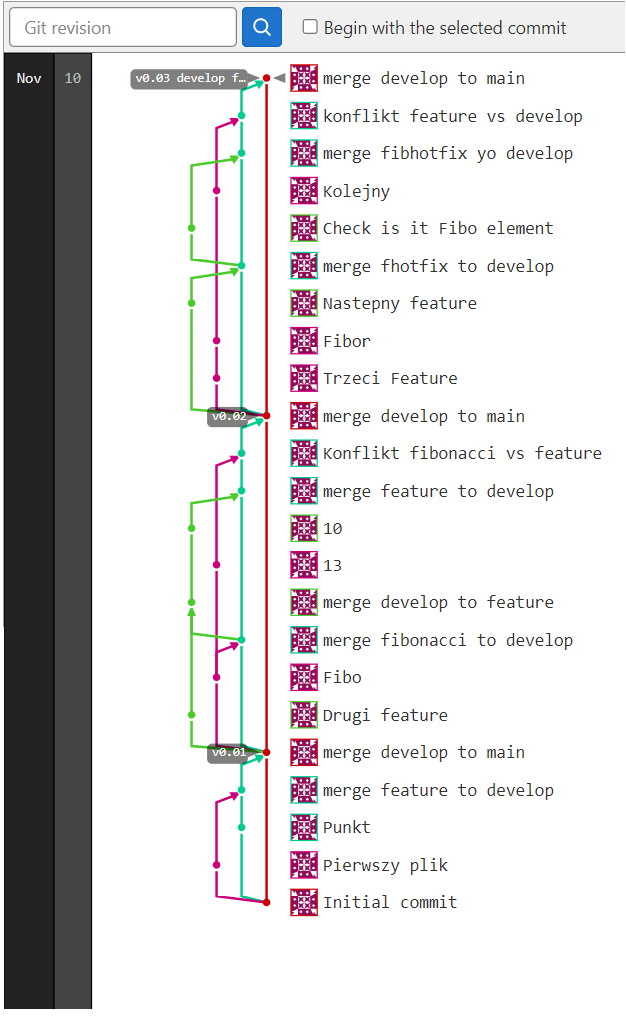 Git revision
Begin with the selected commit
Nov 10 v0.03 develop f… merge develop to main
konflikt feature vs develop
merge fibhotfix yo develop
Kolejny
Check is it Fibo element
merge fhotfix to develop
Nastepny feature
Fibor
Trzeci Feature
v0.02 merge develop to main
Konflikt fibonacci vs feature
merge feature to develop
10
13
merge develop to feature
merge fibonacci to develop
Fibo
Drugi feature
v0.01 merge develop to main
merge feature to develop
Punkt
Pierwszy plik
Initial commit